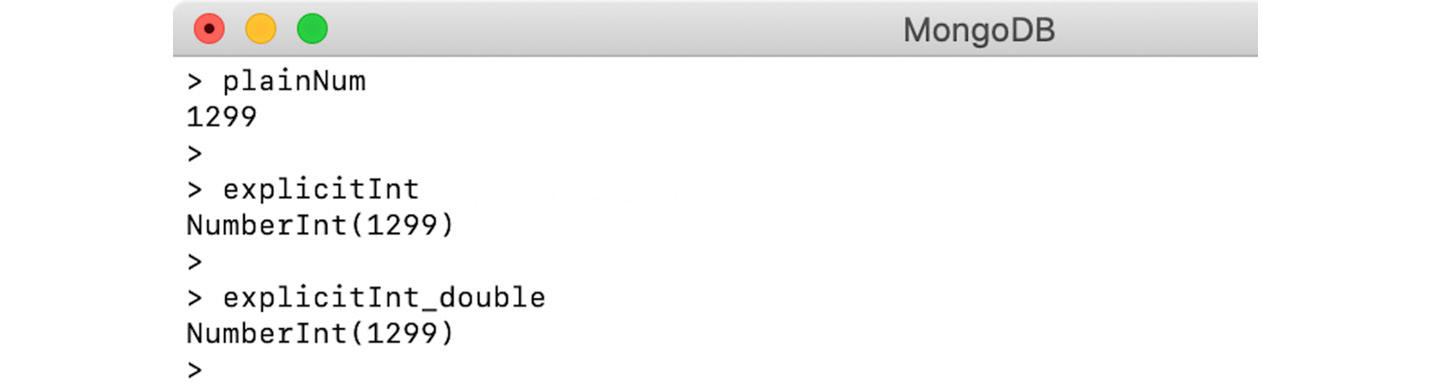 MongoDB
> plainNum
1299
>
> explicitInt
NumberInt(1299)
>
> explicitInt_double
NumberInt(1299)
>